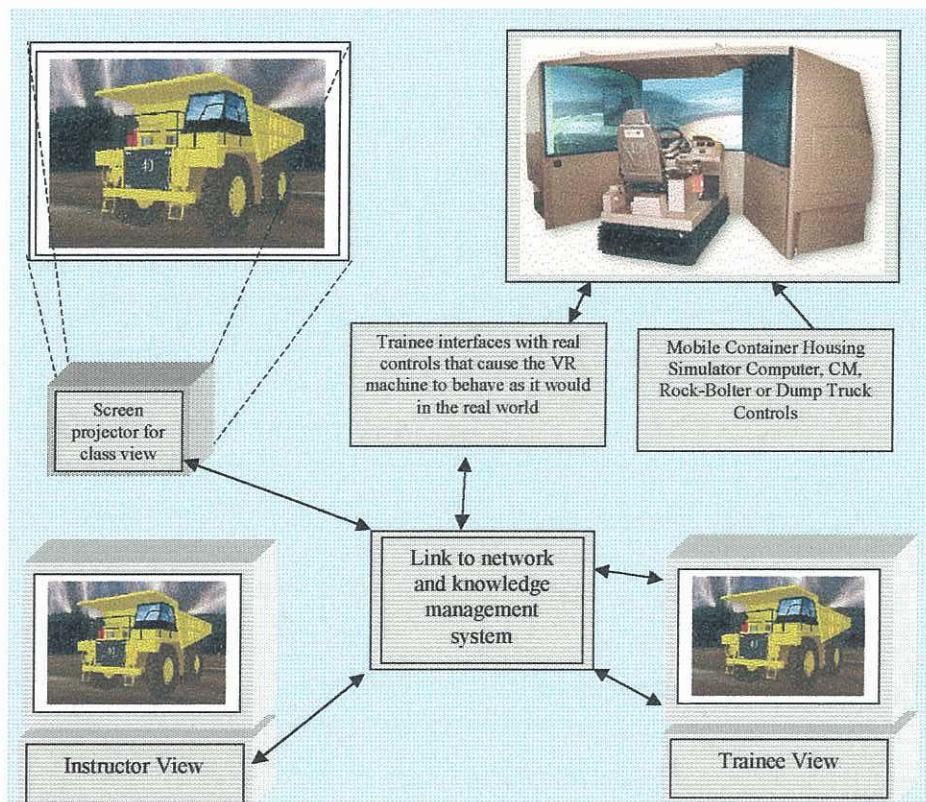 Trainee interfaces with real
controls that cause the VR
machine to behave as it would
in the real world
Mobile Container Housing
Simulator Computer, CM,
Rock-Bolter or Dump Truck
Controls
Screen
projector for
class view
Link to network
and knowledge
management
system
Instructor View
Trainee View